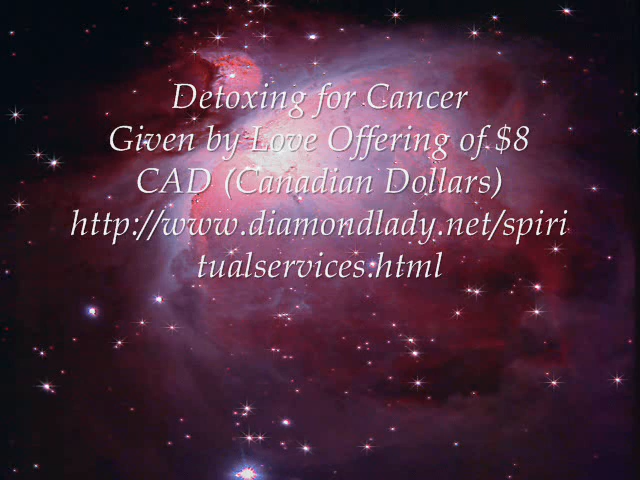 Detoxing for Cancer
Given by Love Offering of $8
CAD (Canadian Dollars)
http://www.diamondlady.net/spiri
tualservices.html